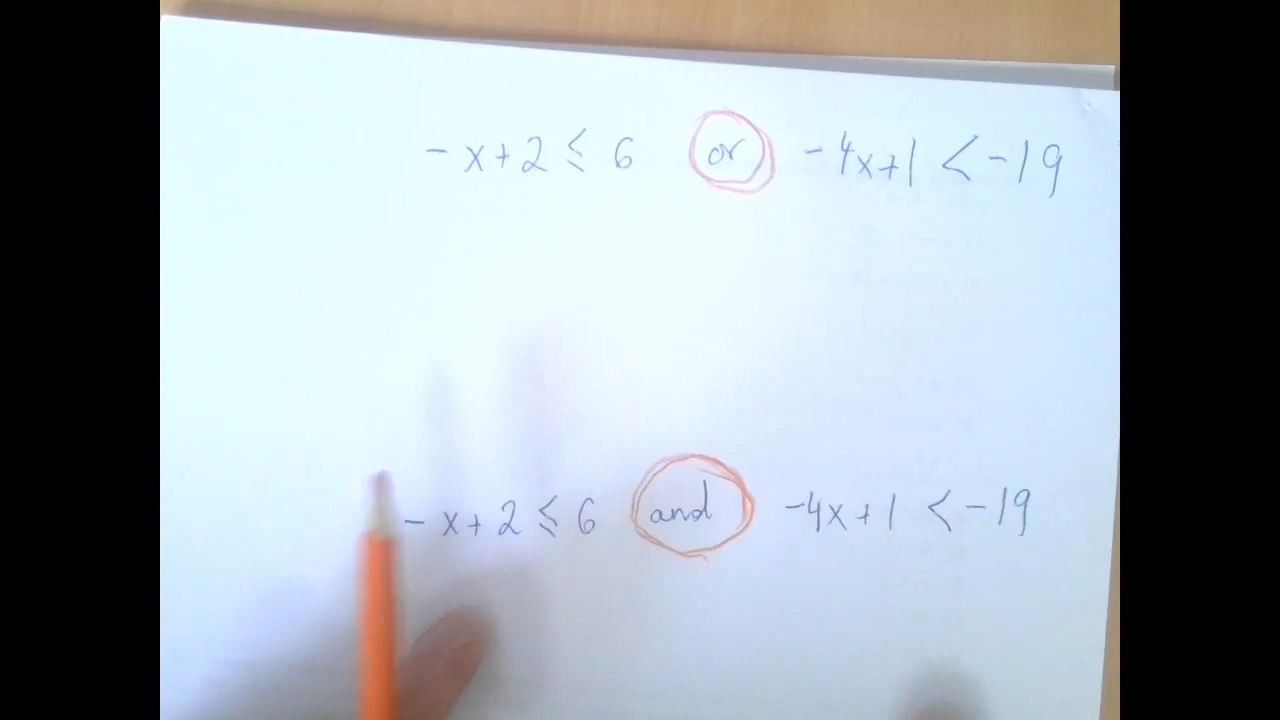 -x+2 ≤ 6 or -4x+1 < -19
-x+2 ≤ 6 and -4x+1 < -19